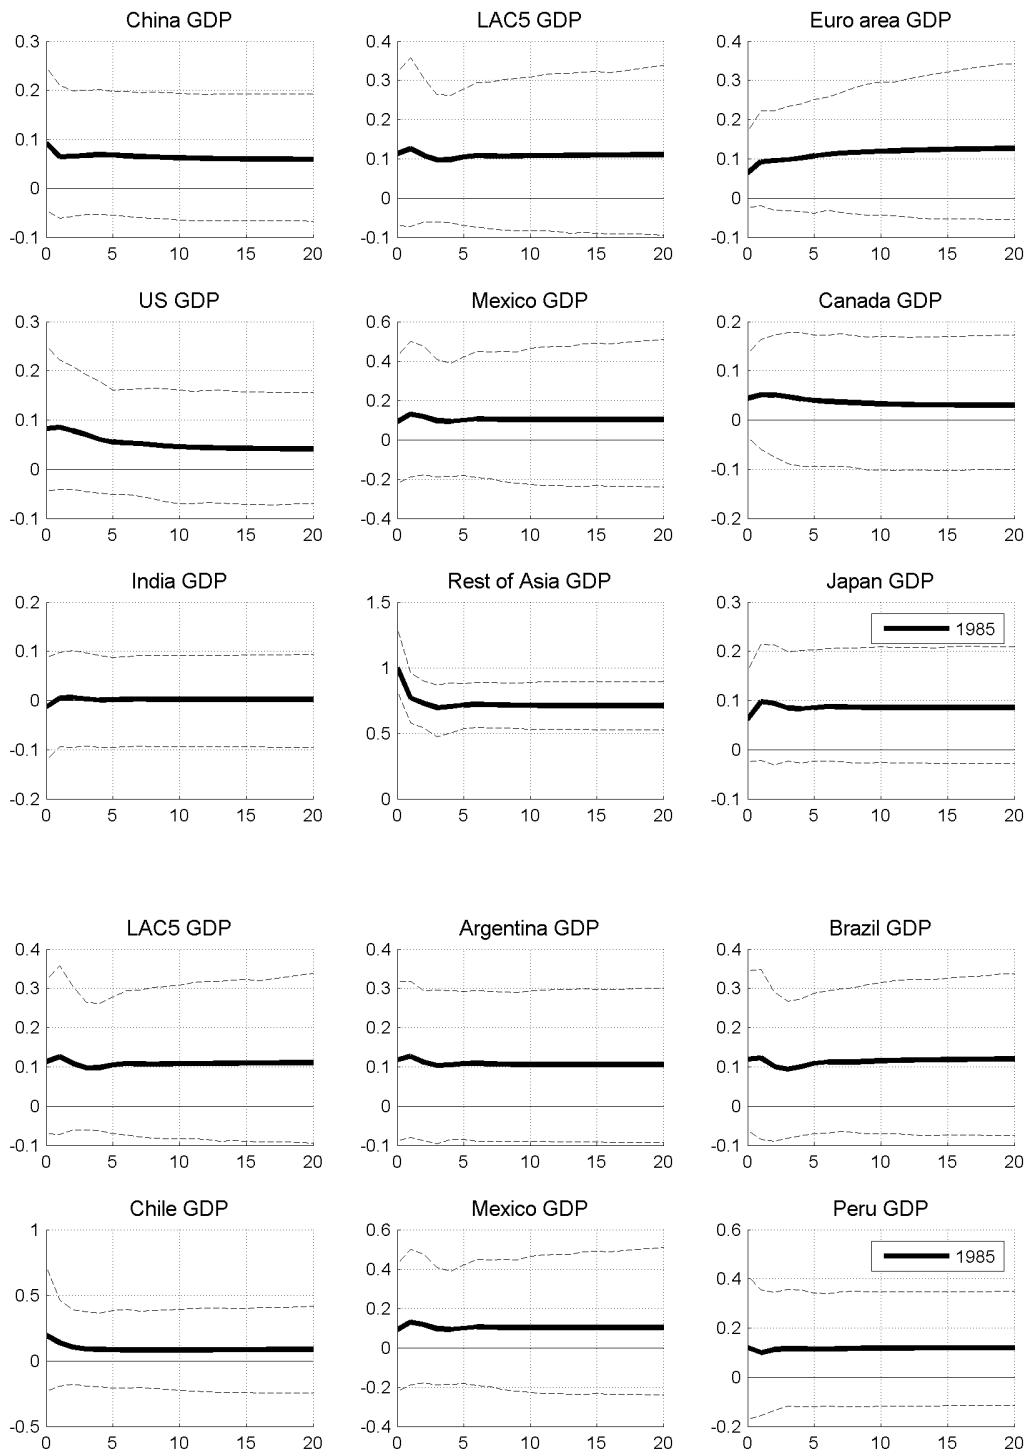 China GDP
0.3
0.2
0.1
0
-0.1
0 5 10 15 20
LAC5 GDP
0.4
0.3
0.2
0.1
0
-0.1
0 5 10 15 20
Euro area GDP
0.4
0.3
0.2
0.1
0
-0.1
0 5 10 15 20
US GDP
0.3
0.2
0.1
0
-0.1
0 5 10 15 20
Mexico GDP
0.6
0.4
0.2
0
-0.2
-0.4
0 5 10 15 20
Canada GDP
0.2
0.1
0
-0.1
-0.2
0 5 10 15 20
India GDP
0.2
0.1
0
-0.1
-0.2
0 5 10 15 20
Rest of Asia GDP
1.5
1
0.5
0
0 5 10 15 20
Japan GDP
0.3
0.2
0.1
0
-0.1
0 5 10 15 20
1985
LAC5 GDP
0.4
0.3
0.2
0.1
0
-0.1
0 5 10 15 20
Argentina GDP
0.4
0.3
0.2
0.1
0
-0.1
0 5 10 15 20
Brazil GDP
0.4
0.3
0.2
0.1
0
-0.1
0 5 10 15 20
Chile GDP
1
0.5
0
-0.5
0 5 10 15 20
Mexico GDP
0.6
0.4
0.2
0
-0.2
-0.4
0 5 10 15 20
Peru GDP
0.6
0.4
0.2
0
-0.2
0 5 10 15 20
1985